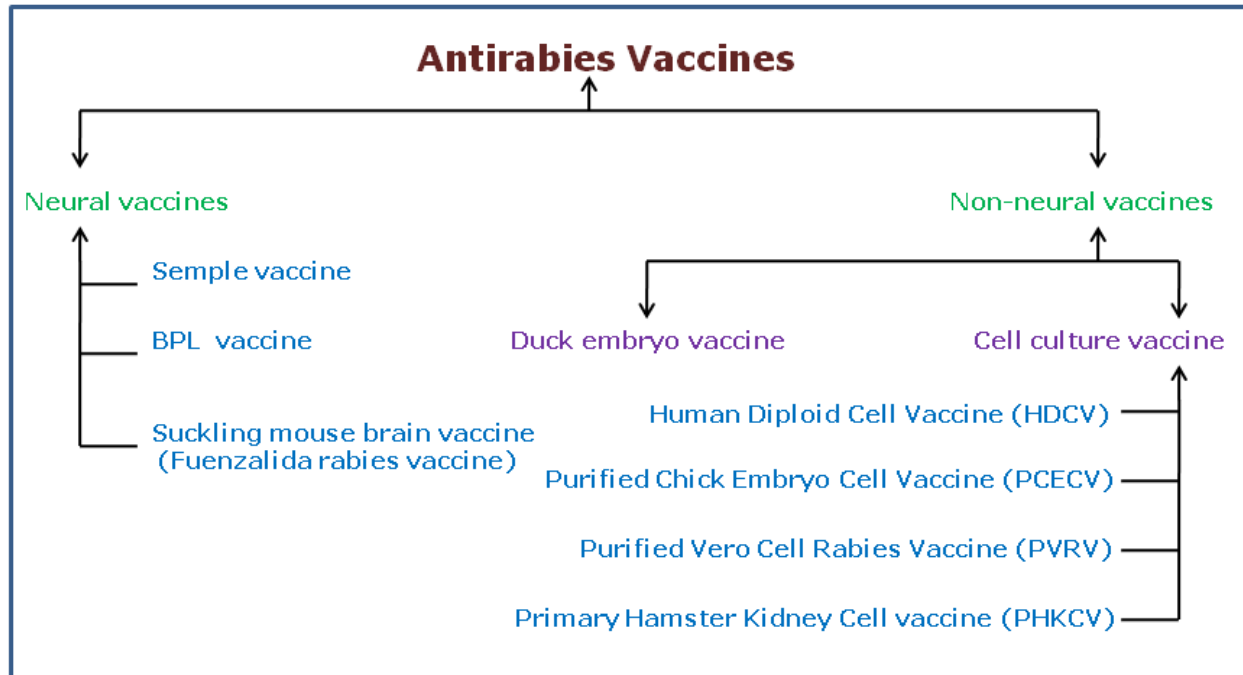 Antirabies Vaccines
Neural vaccines
Non-neural vaccines
Semple vaccine
BPL vaccine
Suckling mouse brain vaccine
(Fuenzalida rabies vaccine)
Duck embryo vaccine
Cell culture vaccine
Human Diploid Cell Vaccine (HDCV)
Purified Chick Embryo Cell Vaccine (PCECV)
Purified Vero Cell Rabies Vaccine (PVRV)
Primary Hamster Kidney Cell vaccine (PHKCV)